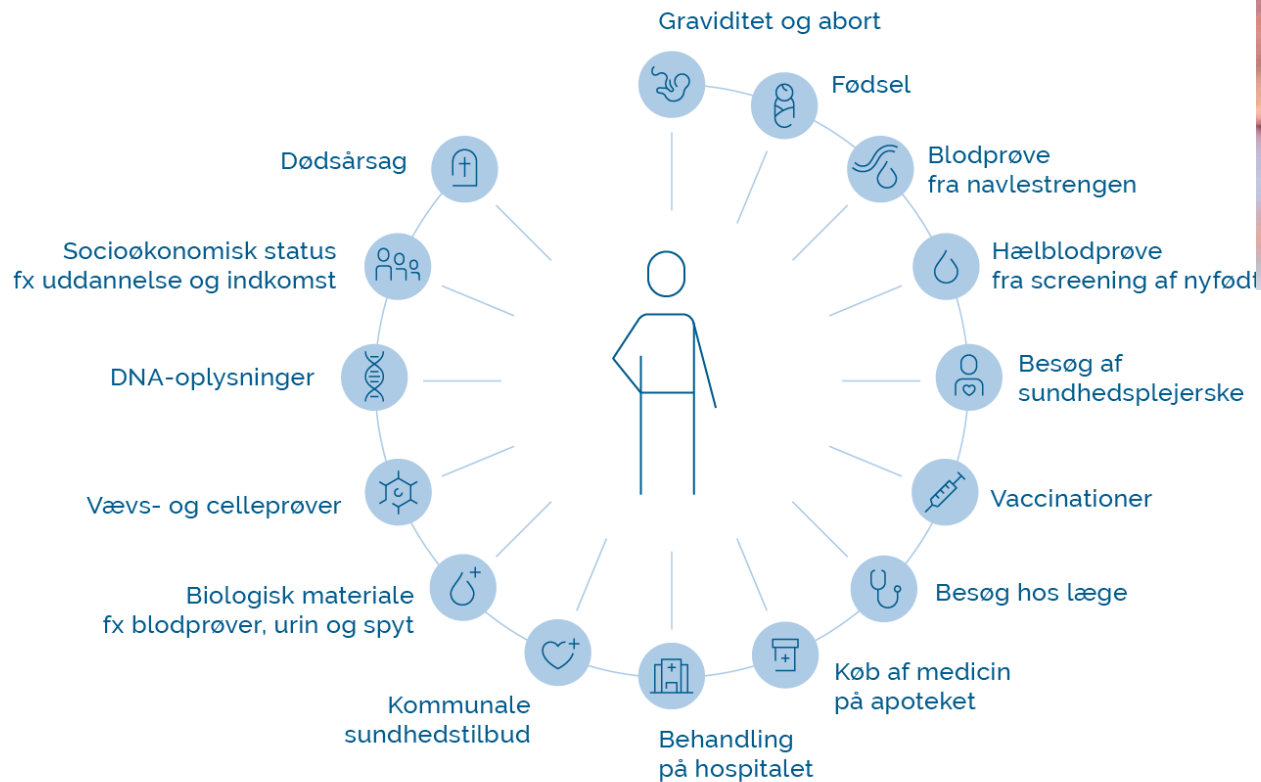 Graviditet og abort
Fødsel
Blodprøve
fra navlestrengen
Hælblodprøve
fra screening af nyfødt
Besøg af
sundhedsplejerske
Vaccinationer
Besøg hos læge
Køb af medicin
på apoteket
Behandling
på hospitalet
Kommunale
sundhedstilbud
Biologisk materiale
fx blodprøver, urin og spyt
Vævs- og celleprøver
DNA-oplysninger
Socioøkonomisk status
fx uddannelse og indkomst
Dødsårsag